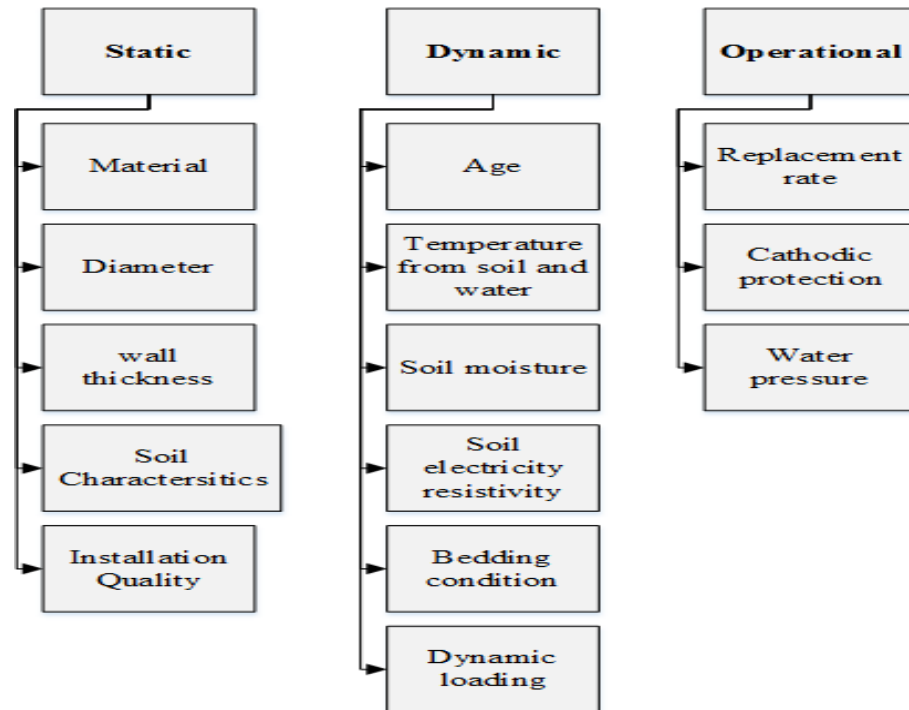 Static
Material
Diameter
wall
thickness
Soil
Charactersitics
Installation
Quality
Dynamic
Age
Temperature
from soil and
water
Soil moisture
Soil
electricity
resistivity
Bedding
condition
Dynamic
loading
Operational
Replacement
rate
Cathodic
protection
Water
pressure